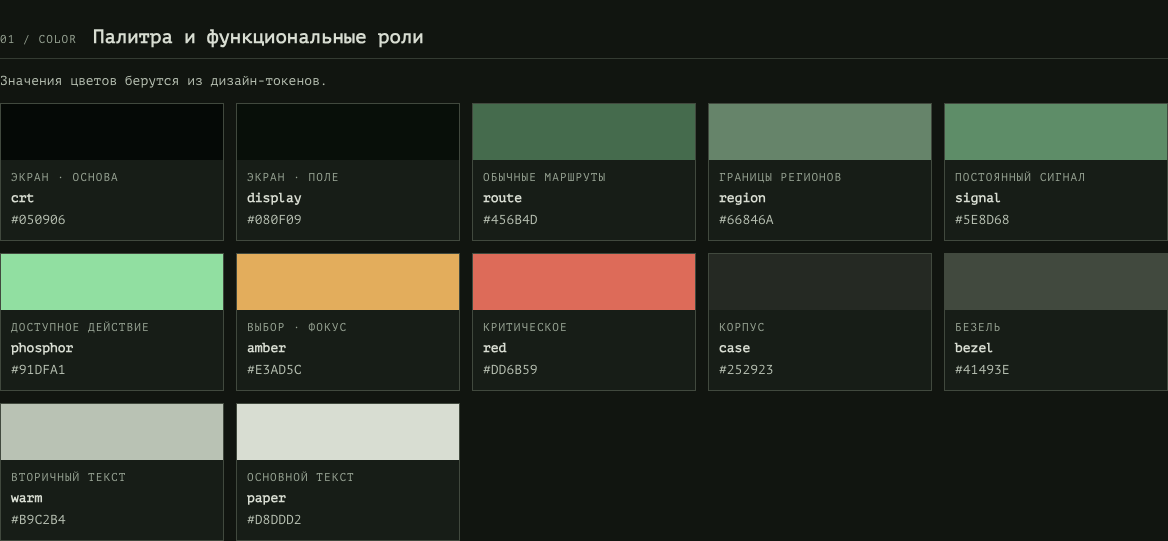 01 / COLOR Палитра и функциональные роли
Значения цветов берутся из дизайн-токенов.
ЭКРАН · ОСНОВА
crt
#050906
ЭКРАН · ПОЛЕ
display
#080F09
ОБЫЧНЫЕ МАРШРУТЫ
route
#456B4D
ГРАНИЦЫ РЕГИОНОВ
region
#66846A
ПОСТОЯННЫЙ СИГНАЛ
signal
#5E8D68
ДОСТУПНОЕ ДЕЙСТВИЕ
phosphor
#91DFA1
ВЫБОР · ФОКУС
amber
#E3AD5C
КРИТИЧЕСКОЕ
red
#DD6B59
КОРПУС
case
#252923
БЕЗЕЛЬ
bezel
#41493E
ВТОРИЧНЫЙ ТЕКСТ
warm
#B9C2B4
ОСНОВНОЙ ТЕКСТ
paper
#D8DDD2